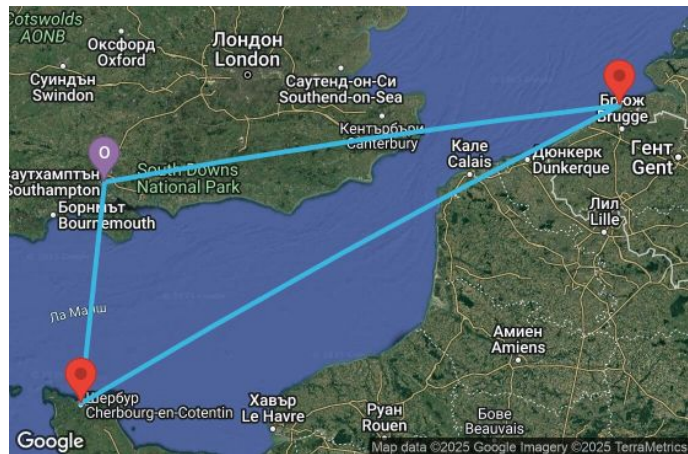 Cotswolds
AONB
Оксфорд
Oxford
Лондон
London
Суиндън
Swindon
Саутенд-он-Си
Southend-on-Sea
Брюж
Brugge
Кентърбъри
Canterbury
Кале
Calais
Дюнкерк
Dunkerque
Гент
Gent
О
Саутхамптън
Southampton
South Downs
National Park
Борнмът
Bournemouth
Лил
Lille
Ла Манш
Амиен
Amiens
Шербур
Cherbourg-en-Cotentin
Хавър
Le Havre
Руан
Rouen
Бове
Beauvais
Google
Map data ©2025 Google Imagery ©2025 TerraMetrics